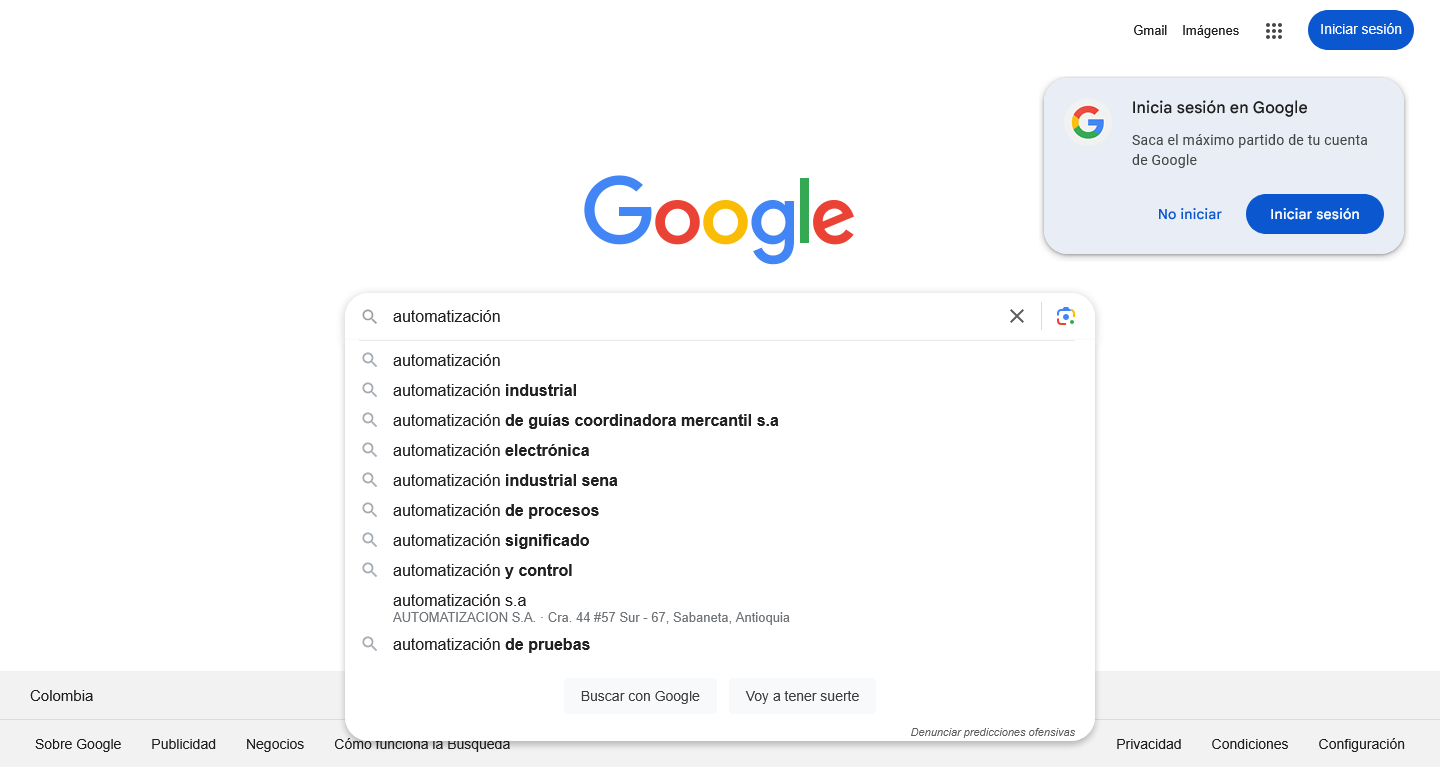 Gmail Imágenes Iniciar sesión
Inicia sesión en Google
Saca el máximo partido de tu cuenta
de Google
No iniciar Iniciar sesión
Google
automatización
automatización
automatización industrial
automatización de guías coordinadora mercantil s.a
automatización electrónica
automatización industrial sena
automatización de procesos
automatización significado
automatización y control
automatización s.a
AUTOMATIZACION S.A. · Cra. 44 #57 Sur - 67, Sabaneta, Antioquia
automatización de pruebas
Buscar con Google Voy a tener suerte
Denunciar predicciones ofensivas
Colombia
Sobre Google Publicidad Negocios Cómo funciona la Búsqueda Privacidad Condiciones Configuración